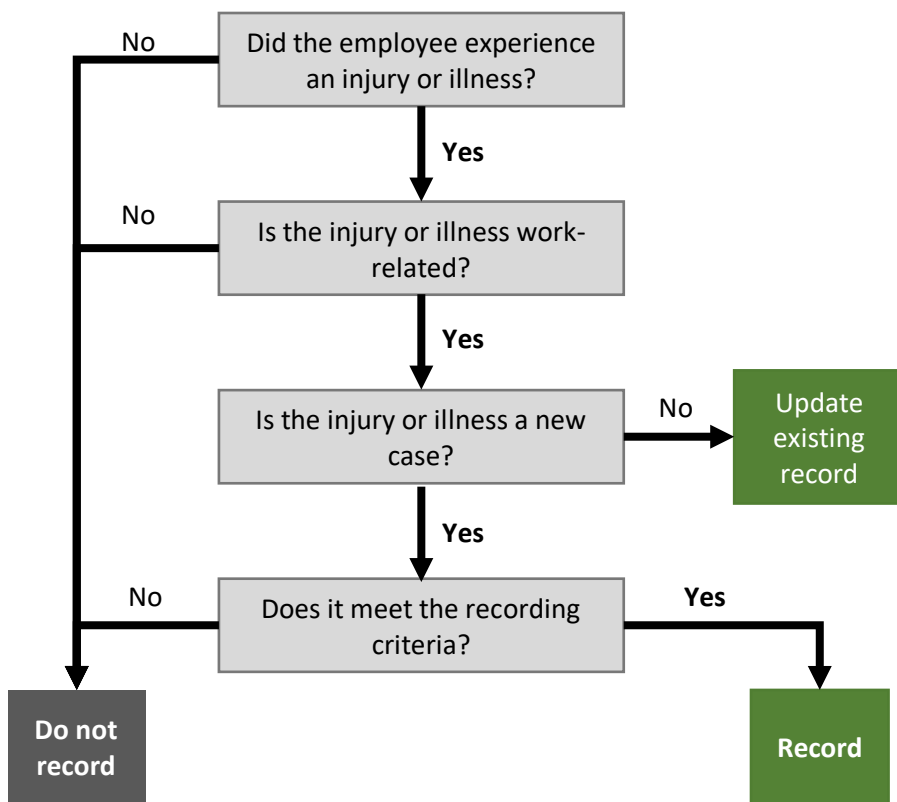 No
Did the employee experience
an injury or illness?
Yes
No
Is the injury or illness work-
related?
Yes
Is the injury or illness a new
case?
No
Update
existing
record
Yes
No
Does it meet the recording
criteria?
Yes
Do not
record
Record